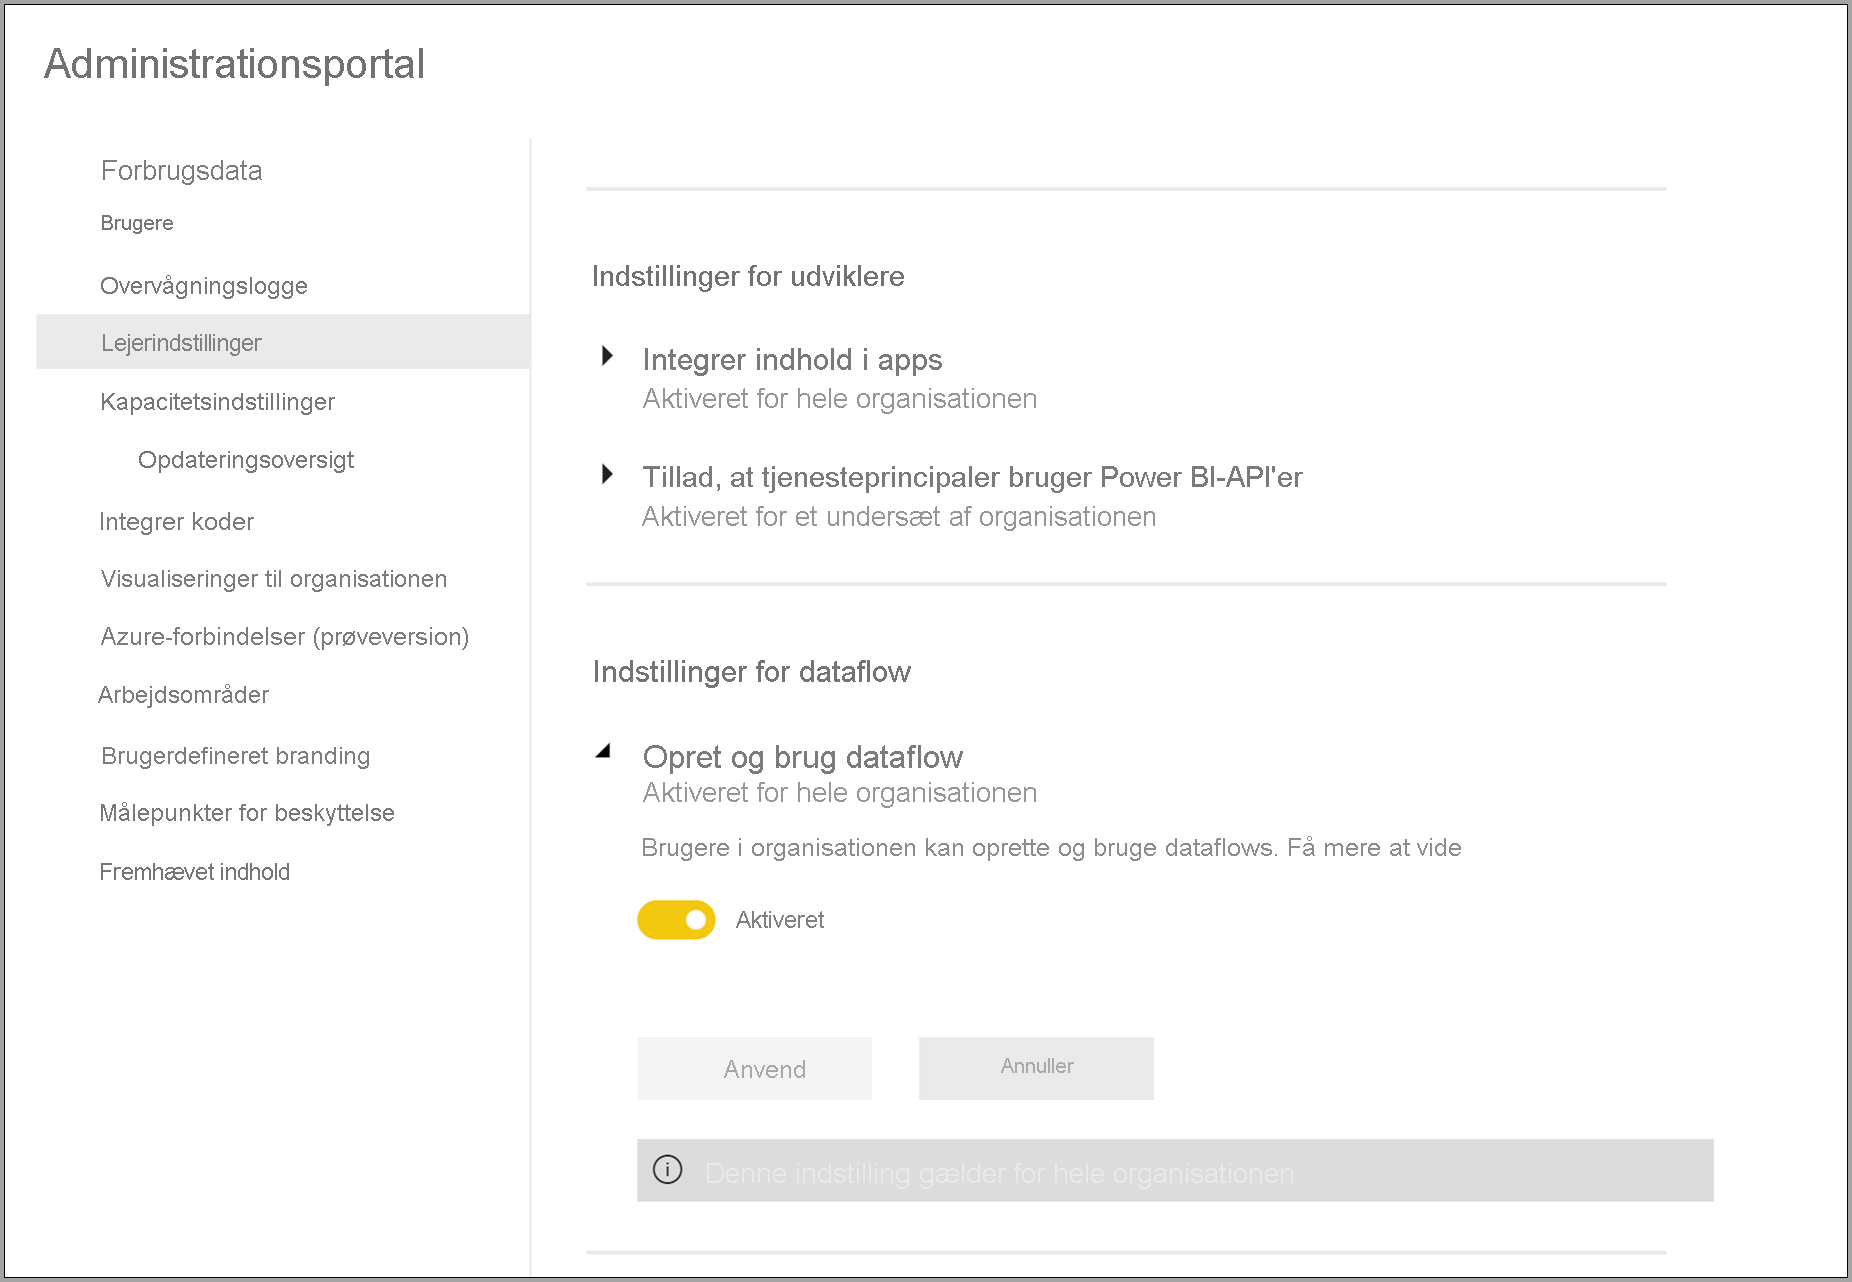 Administrationsportal
Forbrugsdata
Brugere
Overvågningslogge
Lejerindstillinger
Kapacitetsindstillinger
Opdateringsoversigt
Integrer koder
Visualiseringer til organisationen
Azure-forbindelser (prøveversion)
Arbejdsområder
Brugerdefineret branding
Målepunkter for beskyttelse
Fremhævet indhold
Indstillinger for udviklere
Integrer indhold i apps
Aktiveret for hele organisationen
Tillad, at tjenesteprincipaler bruger Power BI-API'er
Aktiveret for et undersæt af organisationen
Indstillinger for dataflow
Opret og brug dataflow
Aktiveret for hele organisationen
Brugere i organisationen kan oprette og bruge dataflows. Få mere at vide
Aktiveret
Anvend
Annuller
Denne indstilling gælder for hele organisationen